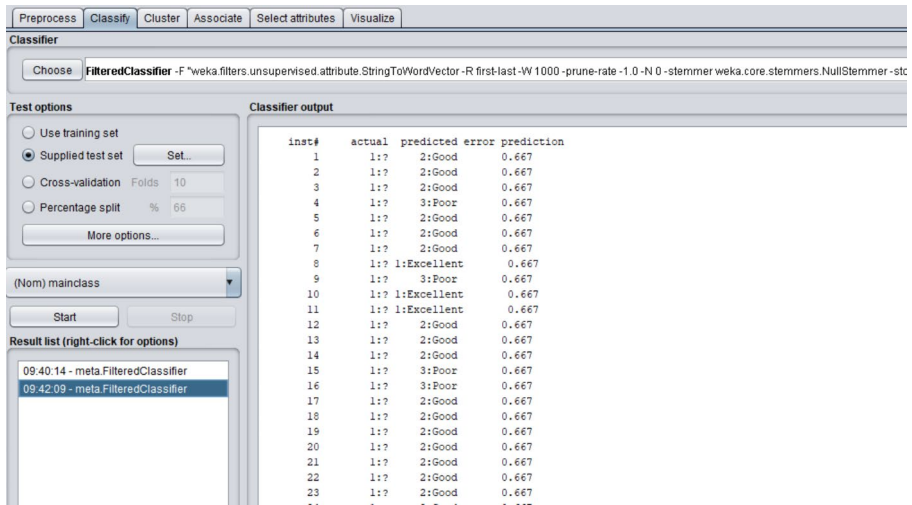 Preprocess Classify Cluster Associate Select attributes Visualize
Classifier
Choose FilteredClassifier -F "weka.filters.unsupervised.attribute.StringToWordVector -R first-last -W 1000 -prune-rate -1.0 -N 0 -stemmer weka.core.stemmers.NullStemmer -sto
Test options
Use training set
Supplied test set Set...
Cross-validation Folds 10
Percentage split % 66
More options...
(Nom) mainclass
Start Stop
Result list (right-click for options)
09:40:14 - meta.FilteredClassifier
09:42:09 - meta.FilteredClassifier
Classifier output
inst# actual predicted error prediction
1 1:? 2:Good 0.667
2 1:? 2:Good 0.667
3 1:? 2:Good 0.667
4 1:? 3:Poor 0.667
5 1:? 2:Good 0.667
6 1:? 2:Good 0.667
7 1:? 2:Good 0.667
8 1:? 1:Excellent 0.667
9 1:? 3:Poor 0.667
10 1:? 1:Excellent 0.667
11 1:? 1:Excellent 0.667
12 1:? 2:Good 0.667
13 1:? 2:Good 0.667
14 1:? 2:Good 0.667
15 1:? 3:Poor 0.667
16 1:? 3:Poor 0.667
17 1:? 2:Good 0.667
18 1:? 2:Good 0.667
19 1:? 2:Good 0.667
20 1:? 2:Good 0.667
21 1:? 2:Good 0.667
22 1:? 2:Good 0.667
23 1:? 2:Good 0.667